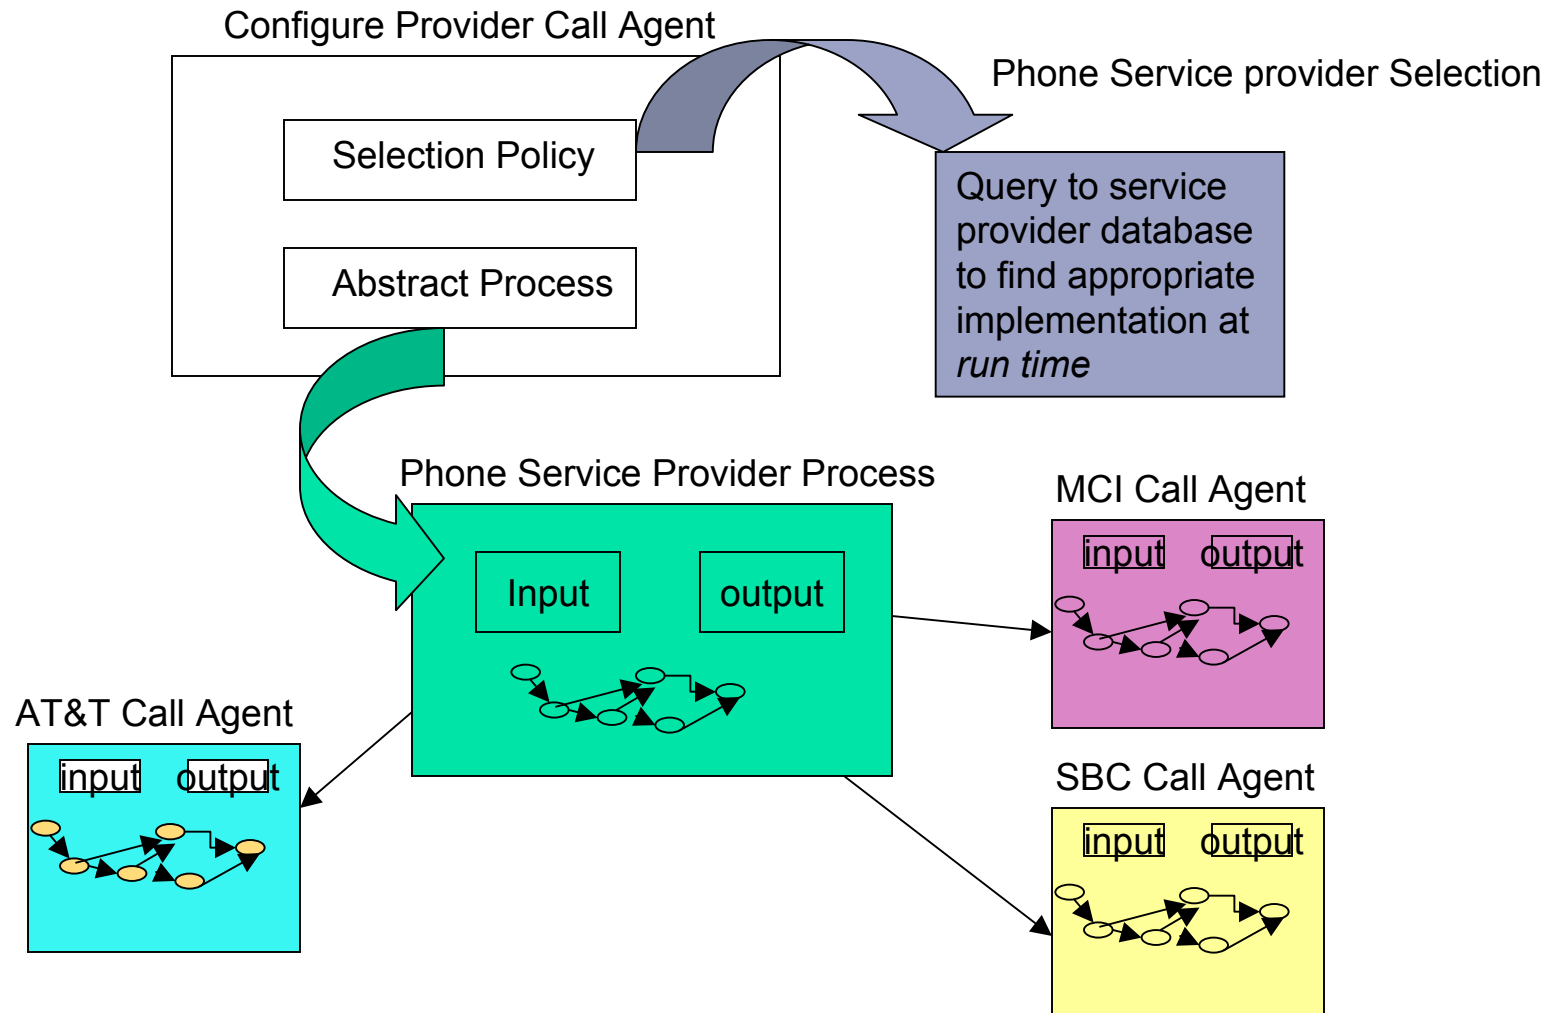 Configure Provider Call Agent
Phone Service provider Selection
Selection Policy
Abstract Process
Query to service
provider database
to find appropriate
implementation at
run time
Phone Service Provider Process
Input
output
MCI Call Agent
input
output
AT&T Call Agent
input
output
SBC Call Agent
input
output